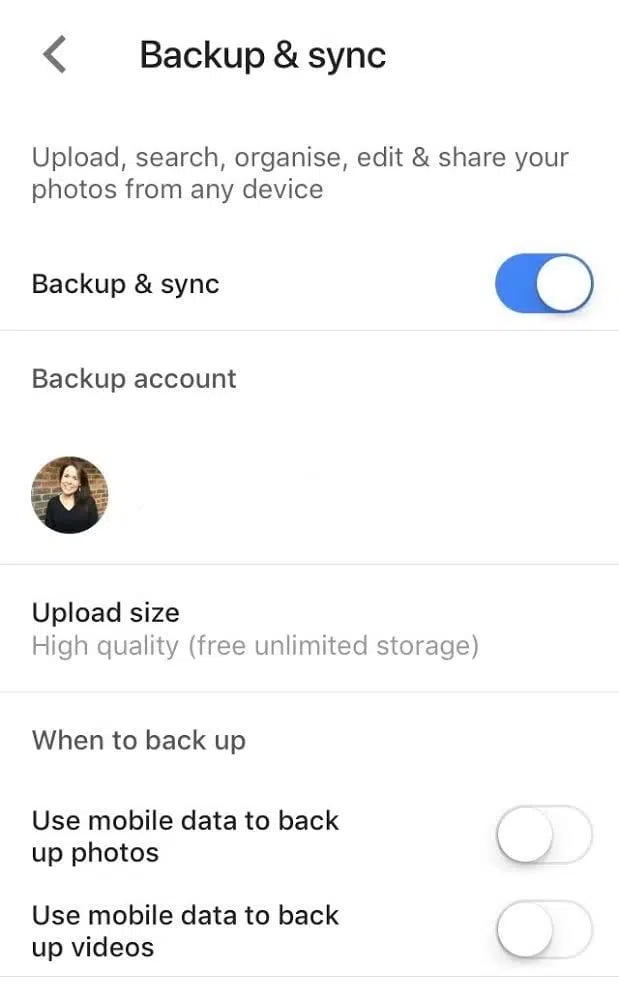 Backup & sync
Upload, search, organise, edit & share your
photos from any device
Backup & sync
Backup account
Upload size
High quality (free unlimited storage)
When to back up
Use mobile data to back
up photos
Use mobile data to back
up videos